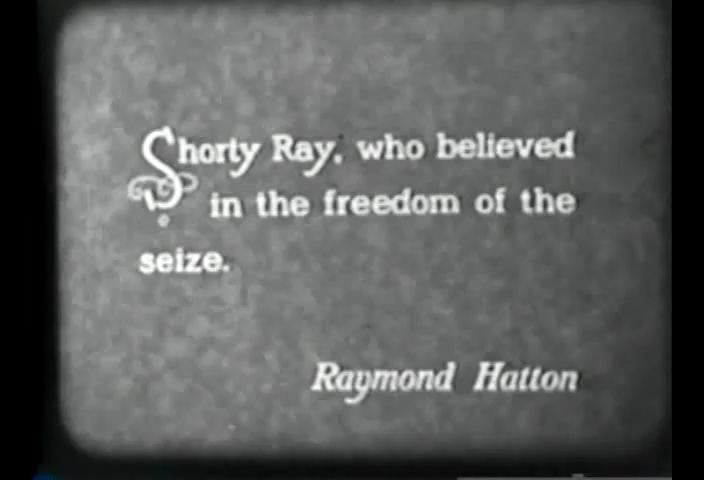 Shorty Ray, who believed
in the freedom of the
seize.
Raymond Hatton